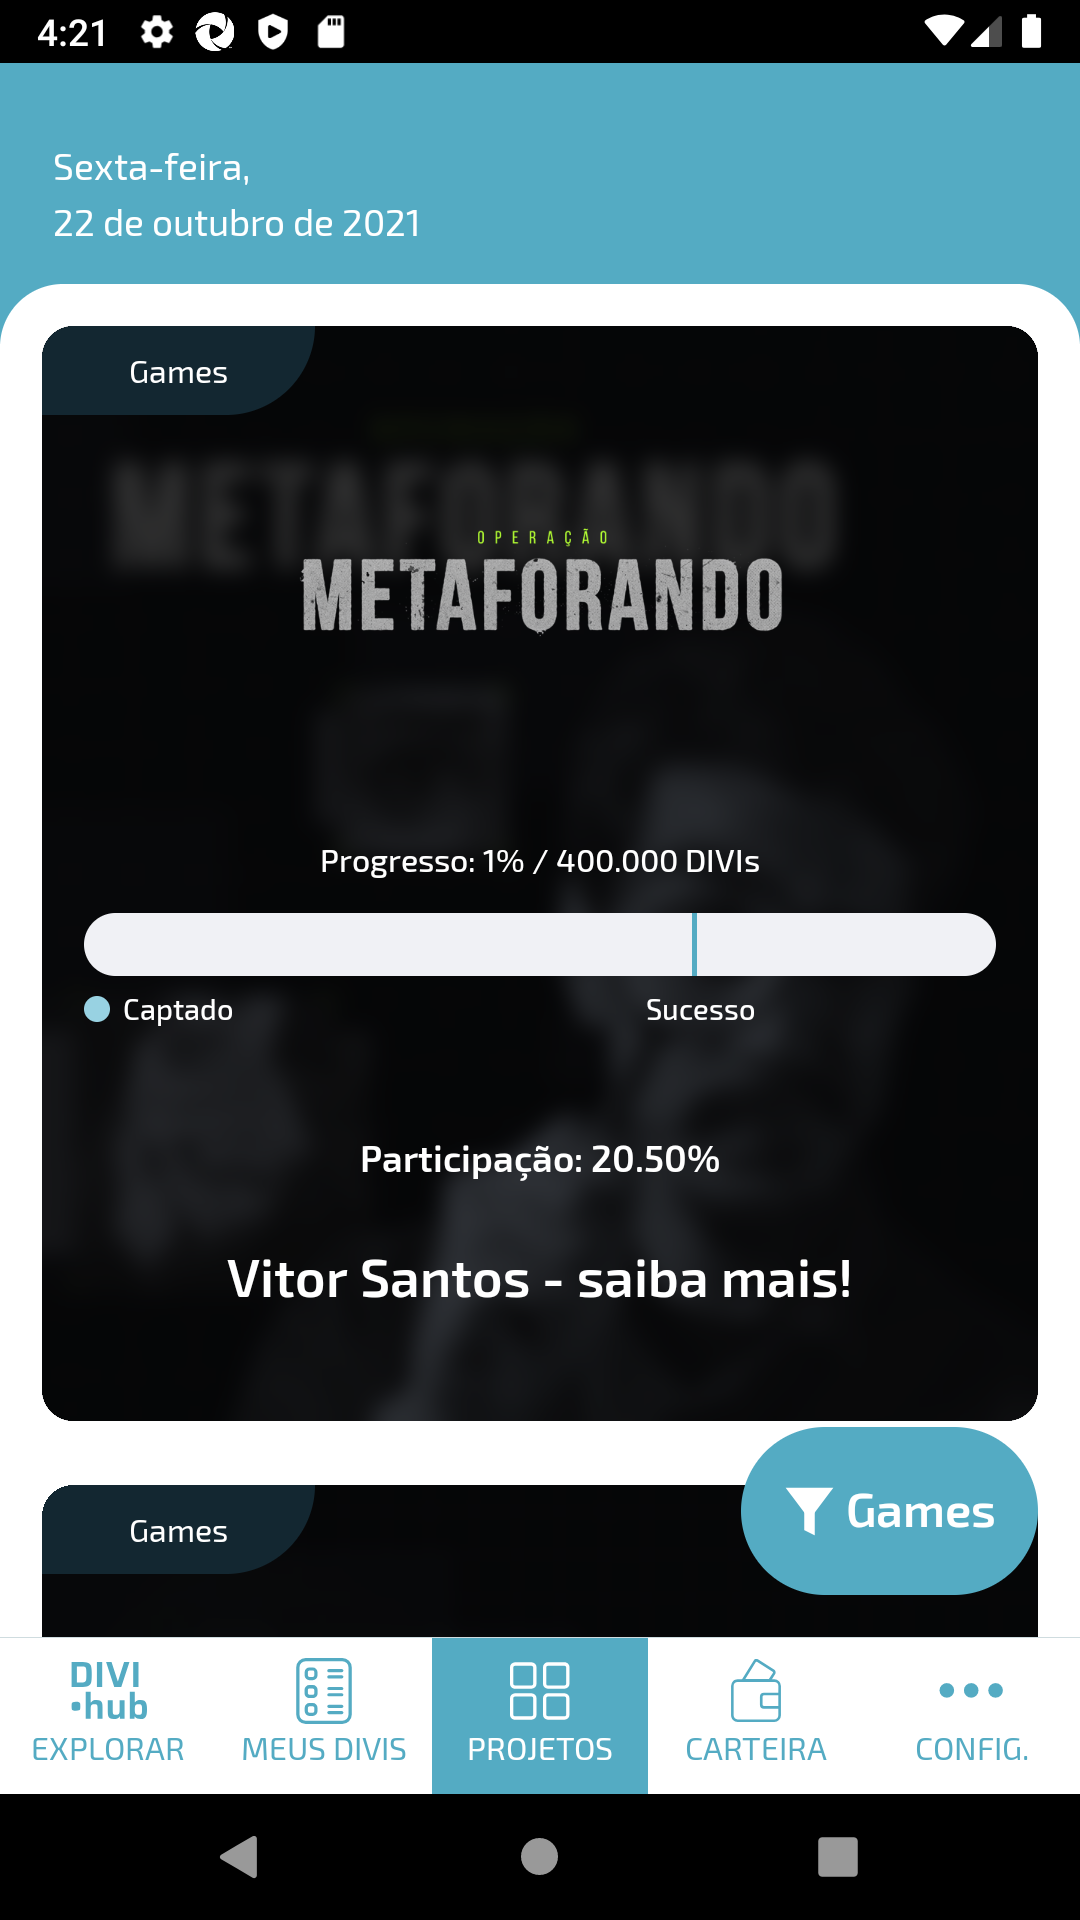 4:21
Sexta-feira,
22 de outubro de 2021
Games
METAFORANDO
OPERAÇÃO
METAFORANDO
Progresso: 1% / 400.000 DIVIs
Captado
Sucesso
Participação: 20.50%
Vitor Santos - saiba mais!
Games
Games
DIVI
hub
EXPLORAR
MEUS DIVIS
PROJETOS
CARTEIRA
CONFIG.